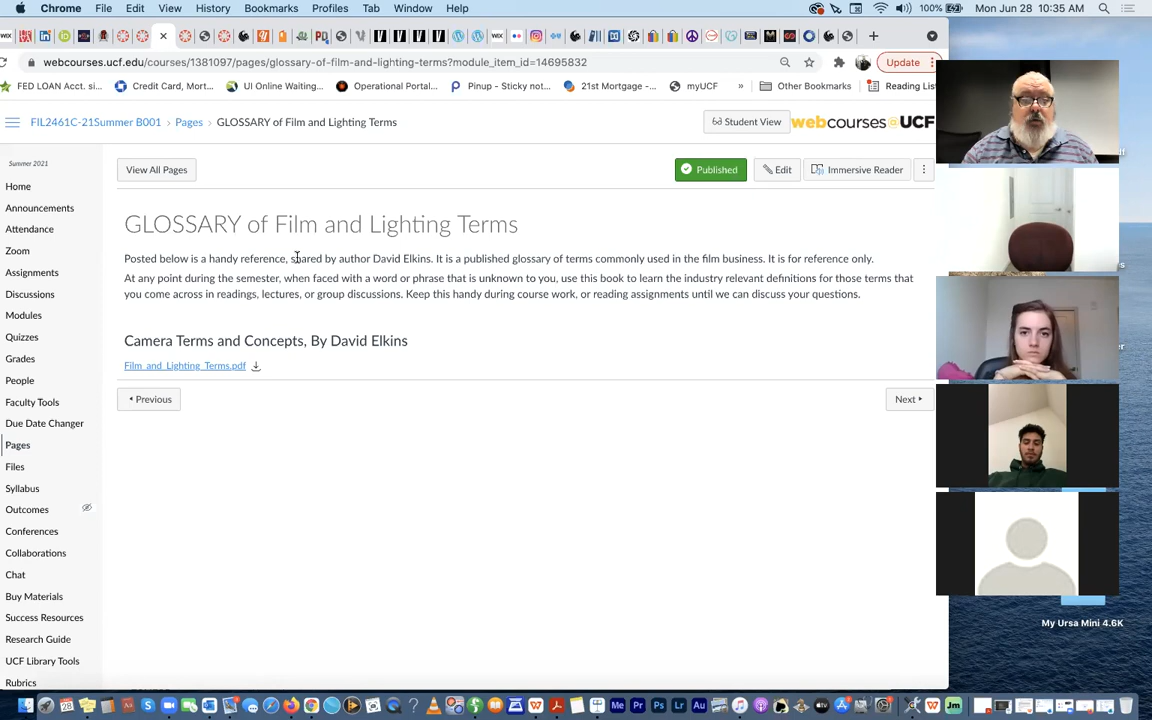 Chrome File Edit View History Bookmarks Profiles Tab Window Help
100% Mon Jun 28 10:35 AM
webcourses.ucf.edu/courses/1381097/pages/glossary-of-film-and-lighting-terms?module_item_id=14695832
Update
FED LOAN Acct. si... Credit Card, Mort... UI Online Waiting... Operational Portal... Pinup - Sticky not... 21st Mortgage -... myUCF » Other Bookmarks Reading List
FIL2461C-21Summer B001 > Pages > GLOSSARY of Film and Lighting Terms
Student View
webcourses@UCF
Summer 2021
View All Pages
Published
Edit
Immersive Reader
Home
Announcements
Attendance
Zoom
Assignments
Discussions
Modules
Quizzes
Grades
People
Faculty Tools
Due Date Changer
Pages
Files
Syllabus
Outcomes
Conferences
Collaborations
Chat
Buy Materials
Success Resources
Research Guide
UCF Library Tools
Rubrics
GLOSSARY of Film and Lighting Terms
Posted below is a handy reference, shared by author David Elkins. It is a published glossary of terms commonly used in the film business. It is for reference only.
At any point during the semester, when faced with a word or phrase that is unknown to you, use this book to learn the industry relevant definitions for those terms that
you come across in readings, lectures, or group discussions. Keep this handy during course work, or reading assignments until we can discuss your questions.
Camera Terms and Concepts, By David Elkins
Film_and_Lighting_Terms.pdf
Previous
Next
My Ursa Mini 4.6K